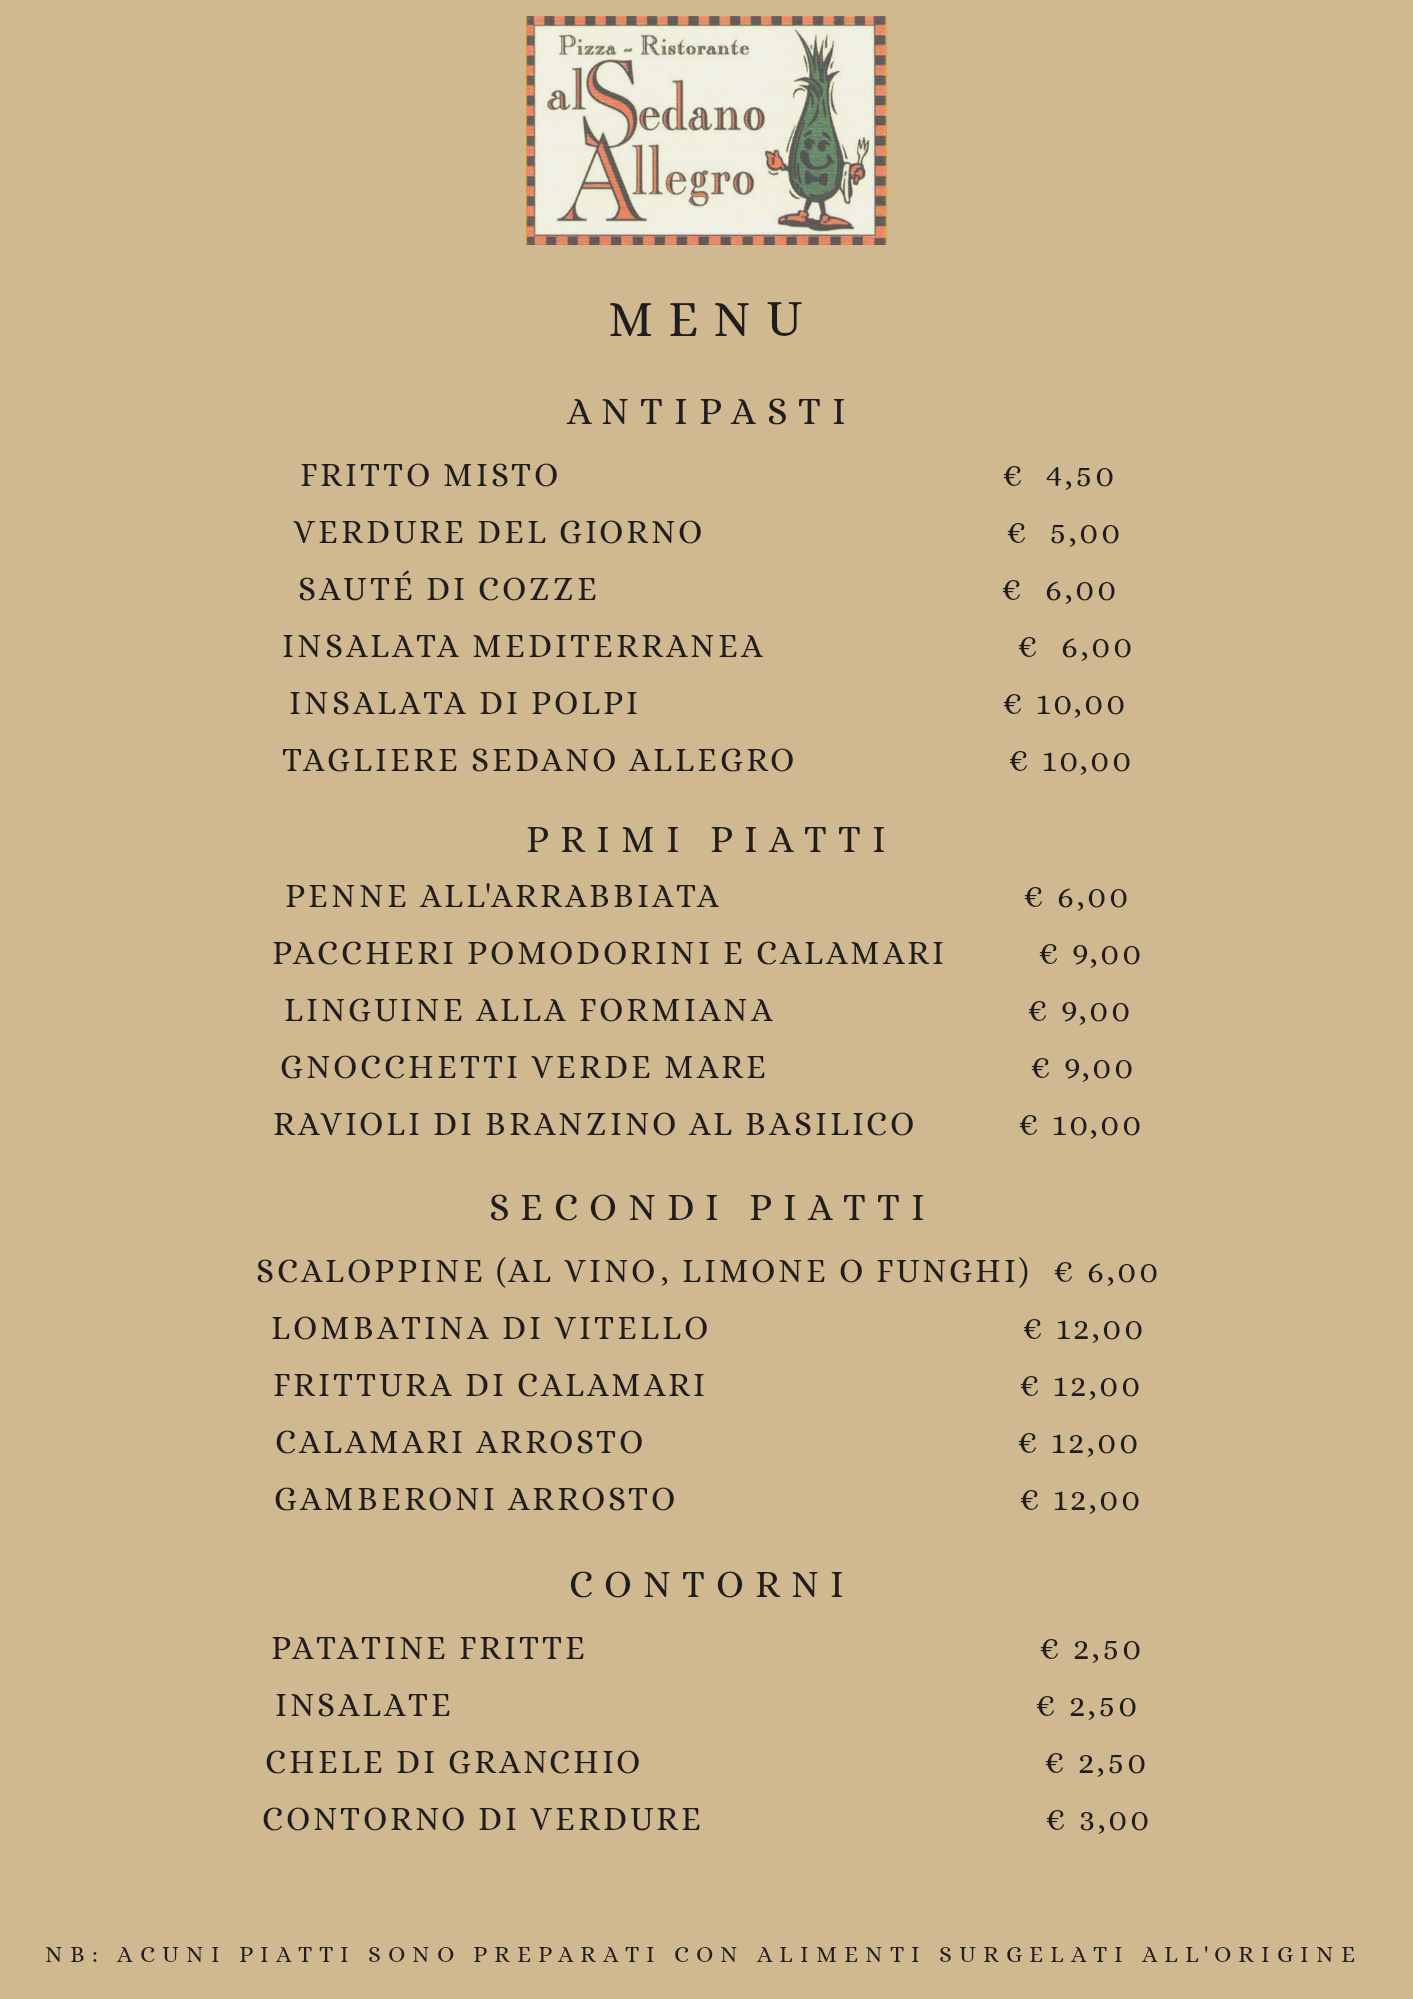 Pizza - Ristorante
al Sedano
Allegro
MENU
ANTIPASTI
FRITTO MISTO € 4,50
VERDURE DEL GIORNO € 5,00
SAUTÉ DI COZZE € 6,00
INSALATA MEDITERRANEA € 6,00
INSALATA DI POLPI € 10,00
TAGLIERE SEDANO ALLEGRO € 10,00
PRIMI PIATTI
PENNE ALL'ARRABBIATA € 6,00
PACCHERI POMODORINI E CALAMARI € 9,00
LINGUINE ALLA FORMIANA € 9,00
GNOCCHETTI VERDE MARE € 9,00
RAVIOLI DI BRANZINO AL BASILICO € 10,00
SECONDI PIATTI
SCALOPPINE (AL VINO, LIMONE O FUNGHI) € 6,00
LOMBATINA DI VITELLO € 12,00
FRITTURA DI CALAMARI € 12,00
CALAMARI ARROSTO € 12,00
GAMBERONI ARROSTO € 12,00
CONTORNI
PATATINE FRITTE € 2,50
INSALATE € 2,50
CHELE DI GRANCHIO € 2,50
CONTORNO DI VERDURE € 3,00
NB: ACUNI PIATTI SONO PREPARATI CON ALIMENTI SURGELATI ALL'ORIGINE